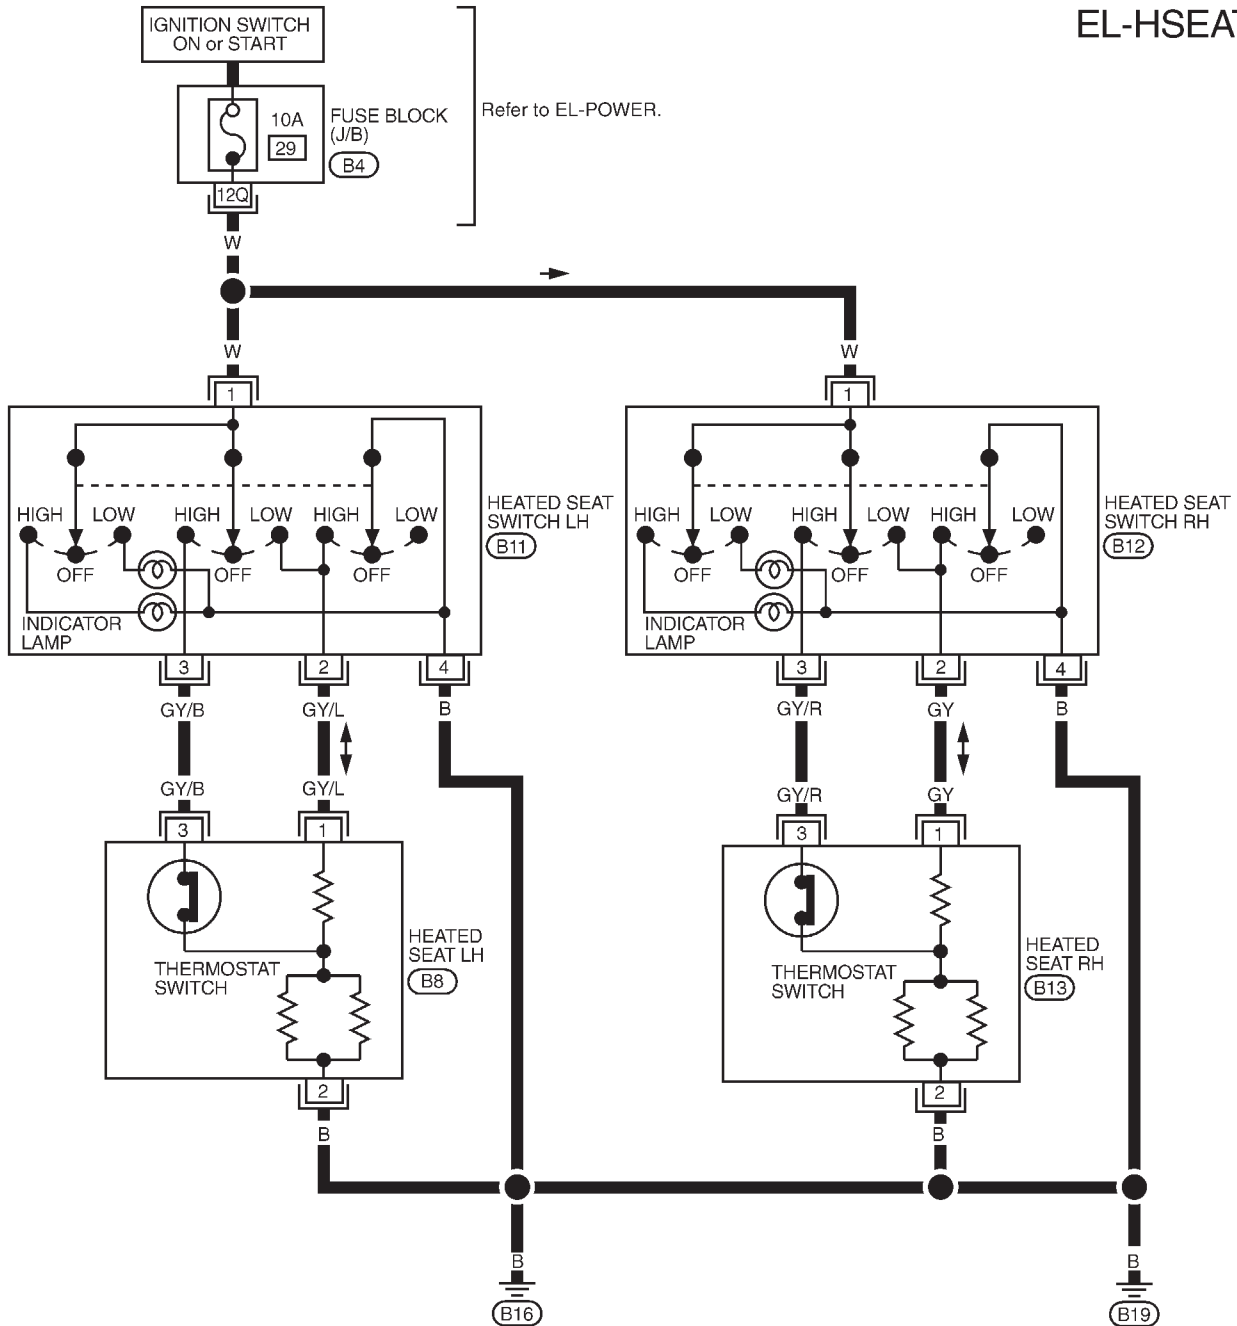 EL-HSEAT
IGNITION SWITCH
ON or START
10A
29
FUSE BLOCK
(J/B)
B4
Refer to EL-POWER.
12Q
W
W
W
1
1
HIGH
LOW
HIGH
LOW
HIGH
LOW
OFF
OFF
OFF
INDICATOR
LAMP
HEATED SEAT
SWITCH LH
B11
HIGH
LOW
HIGH
LOW
HIGH
LOW
OFF
OFF
OFF
INDICATOR
LAMP
HEATED SEAT
SWITCH RH
B12
3
2
4
3
2
4
GY/B
GY/L
B
GY/R
GY
B
GY/B
GY/L
GY/R
GY
3
1
3
1
THERMOSTAT
SWITCH
HEATED
SEAT LH
B8
THERMOSTAT
SWITCH
HEATED
SEAT RH
B13
2
2
B
B
B
B
B16
B19